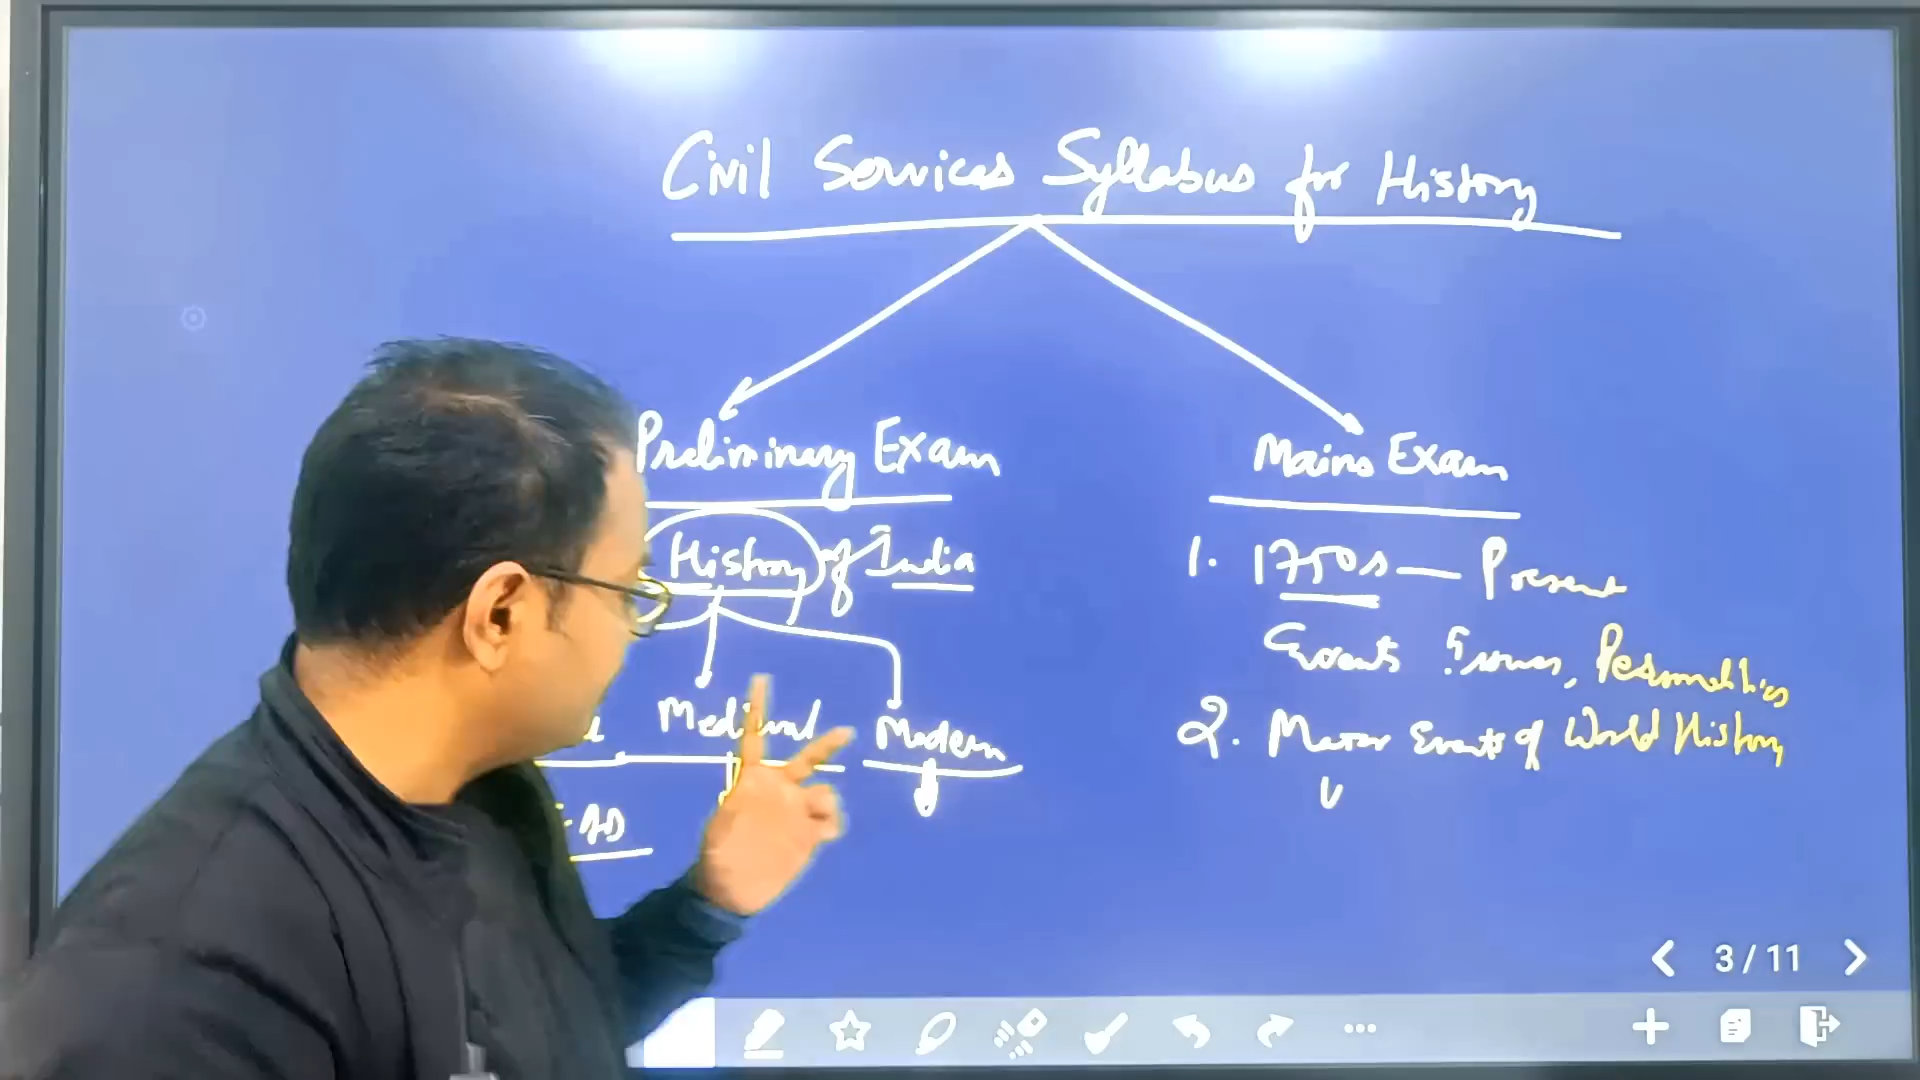 Civil Services Syllabus for History
Preliminary Exam
History of India
Medieval Modern
AD
Mains Exam
1. 1750s — Present
Events Issues, Personalities
2. Major Events of World History
3 / 11